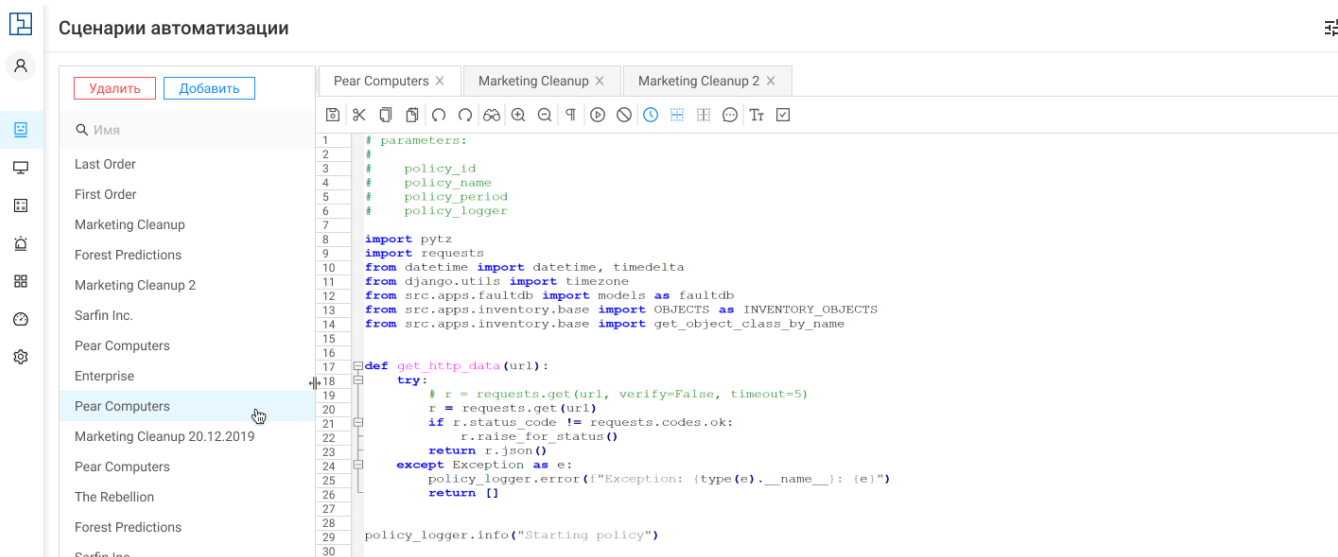 Сценарии автоматизации
Удалить Добавить
Имя
Last Order
First Order
Marketing Cleanup
Forest Predictions
Marketing Cleanup 2
Sarfin Inc.
Pear Computers
Enterprise
Pear Computers
Marketing Cleanup 20.12.2019
Pear Computers
The Rebellion
Forest Predictions
Sarfin Inc.
Pear Computers Marketing Cleanup Marketing Cleanup 2
1 # parameters:
2 #
3 #    policy_id
4 #    policy_name
5 #    policy_period
6 #    policy_logger
7
8 import pytz
9 import requests
10 from datetime import datetime, timedelta
11 from django.utils import timezone
12 from src.apps.faultdb import models as faultdb
13 from src.apps.inventory.base import OBJECTS as INVENTORY_OBJECTS
14 from src.apps.inventory.base import get_object_class_by_name
15
16
17 def get_http_data(url):
18     try:
19         # r = requests.get(url, verify=False, timeout=5)
20         r = requests.get(url)
21         if r.status_code != requests.codes.ok:
22             r.raise_for_status()
23         return r.json()
24     except Exception as e:
25         policy_logger.error(f"Exception: {type(e).__name__}: {e}")
26         return []
27
28
29 policy_logger.info("Starting policy")
30